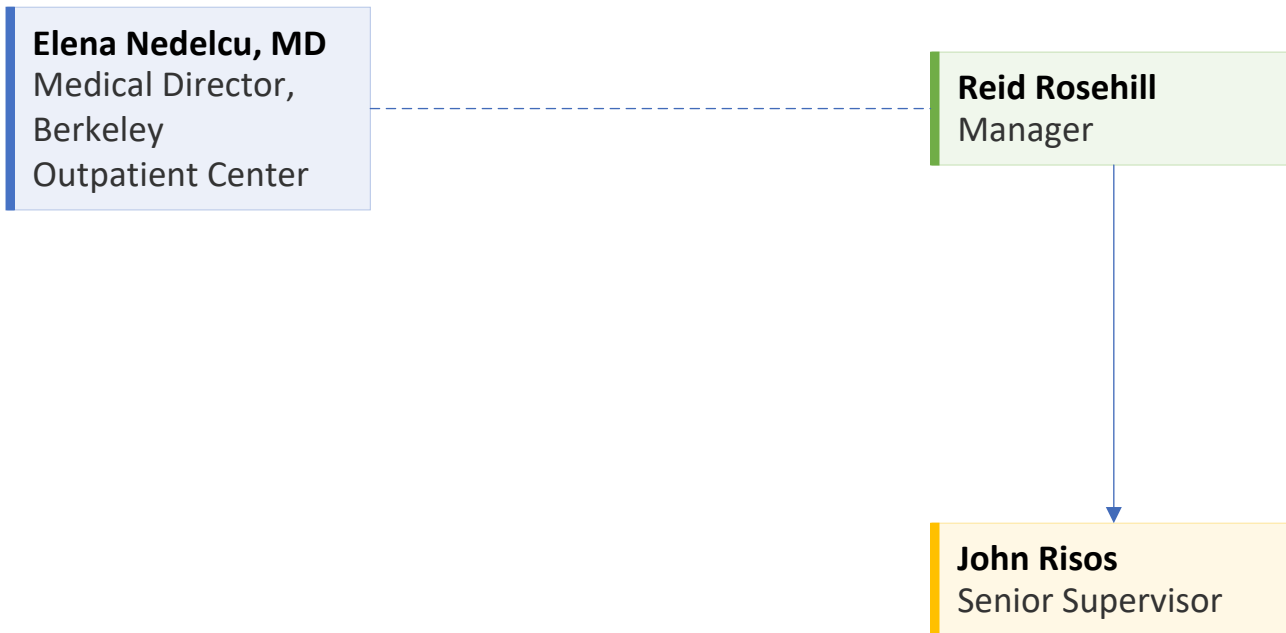 Elena Nedelcu, MD
Medical Director,
Berkeley
Outpatient Center
Reid Rosehill
Manager
John Risos
Senior Supervisor